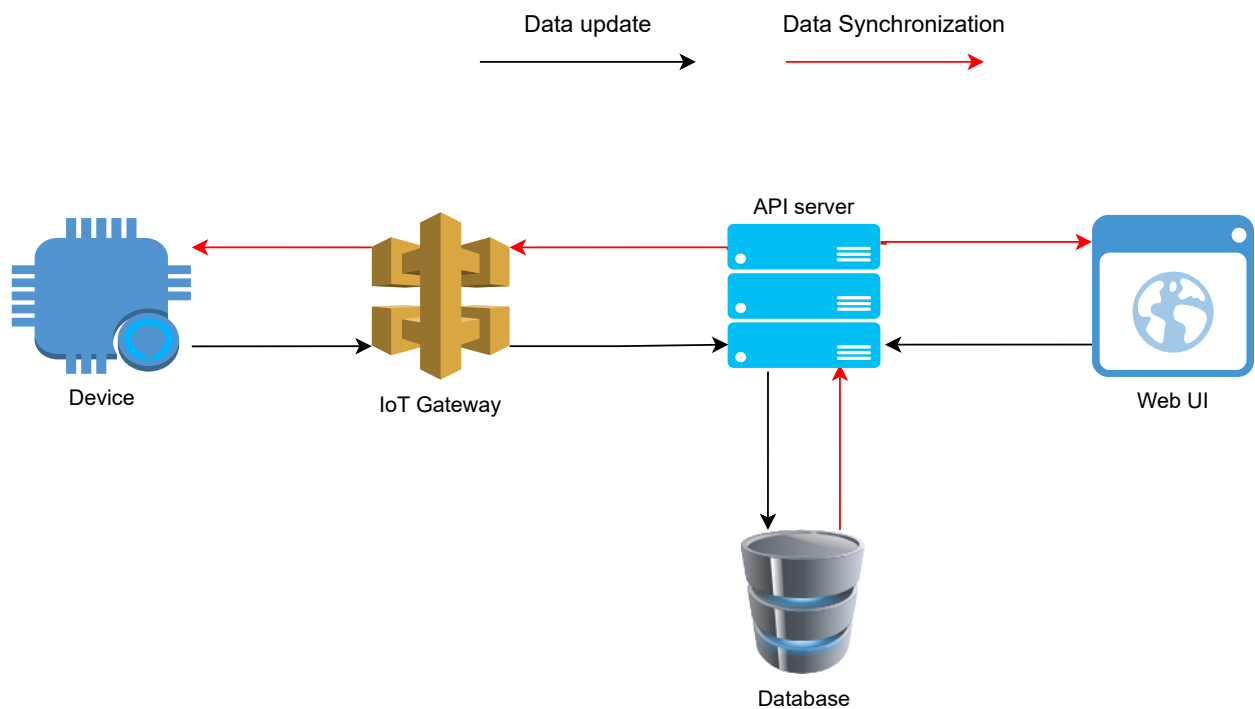 Data update
Data Synchronization
API server
Device
IoT Gateway
Web UI
Database